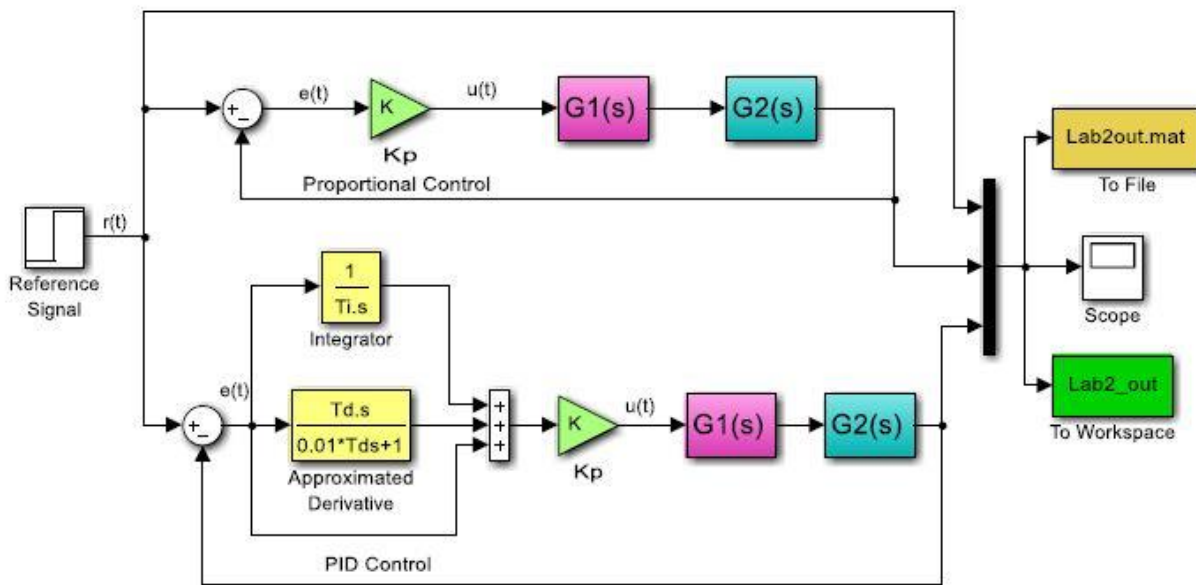 e(t)
K
Kp
u(t)
G1(s)
G2(s)
Proportional Control
Lab2out.mat
To File
r(t)
Reference
Signal
Scope
Lab2_out
To Workspace
1
Ti.s
Integrator
e(t)
Td.s
0.01*Tds+1
Approximated
Derivative
+
+
+
K
Kp
u(t)
G1(s)
G2(s)
PID Control
+
-
+
-